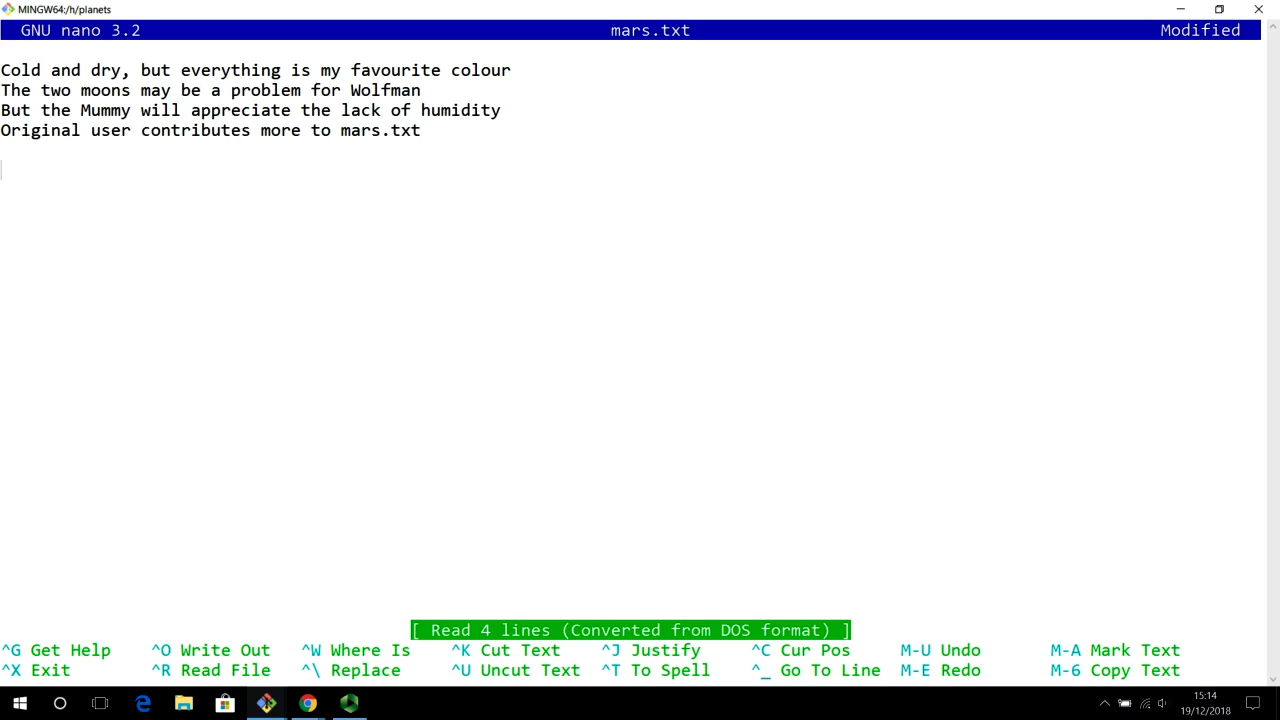 MINGW64:/h/planets
GNU nano 3.2 mars.txt Modified
Cold and dry, but everything is my favourite colour
The two moons may be a problem for Wolfman
But the Mummy will appreciate the lack of humidity
Original user contributes more to mars.txt
[ Read 4 lines (Converted from DOS format) ]
^G Get Help ^O Write Out ^W Where Is ^K Cut Text ^J Justify ^C Cur Pos M-U Undo M-A Mark Text
^X Exit ^R Read File ^\ Replace ^U Uncut Text ^T To Spell ^_ Go To Line M-E Redo M-6 Copy Text
15:14
19/12/2018